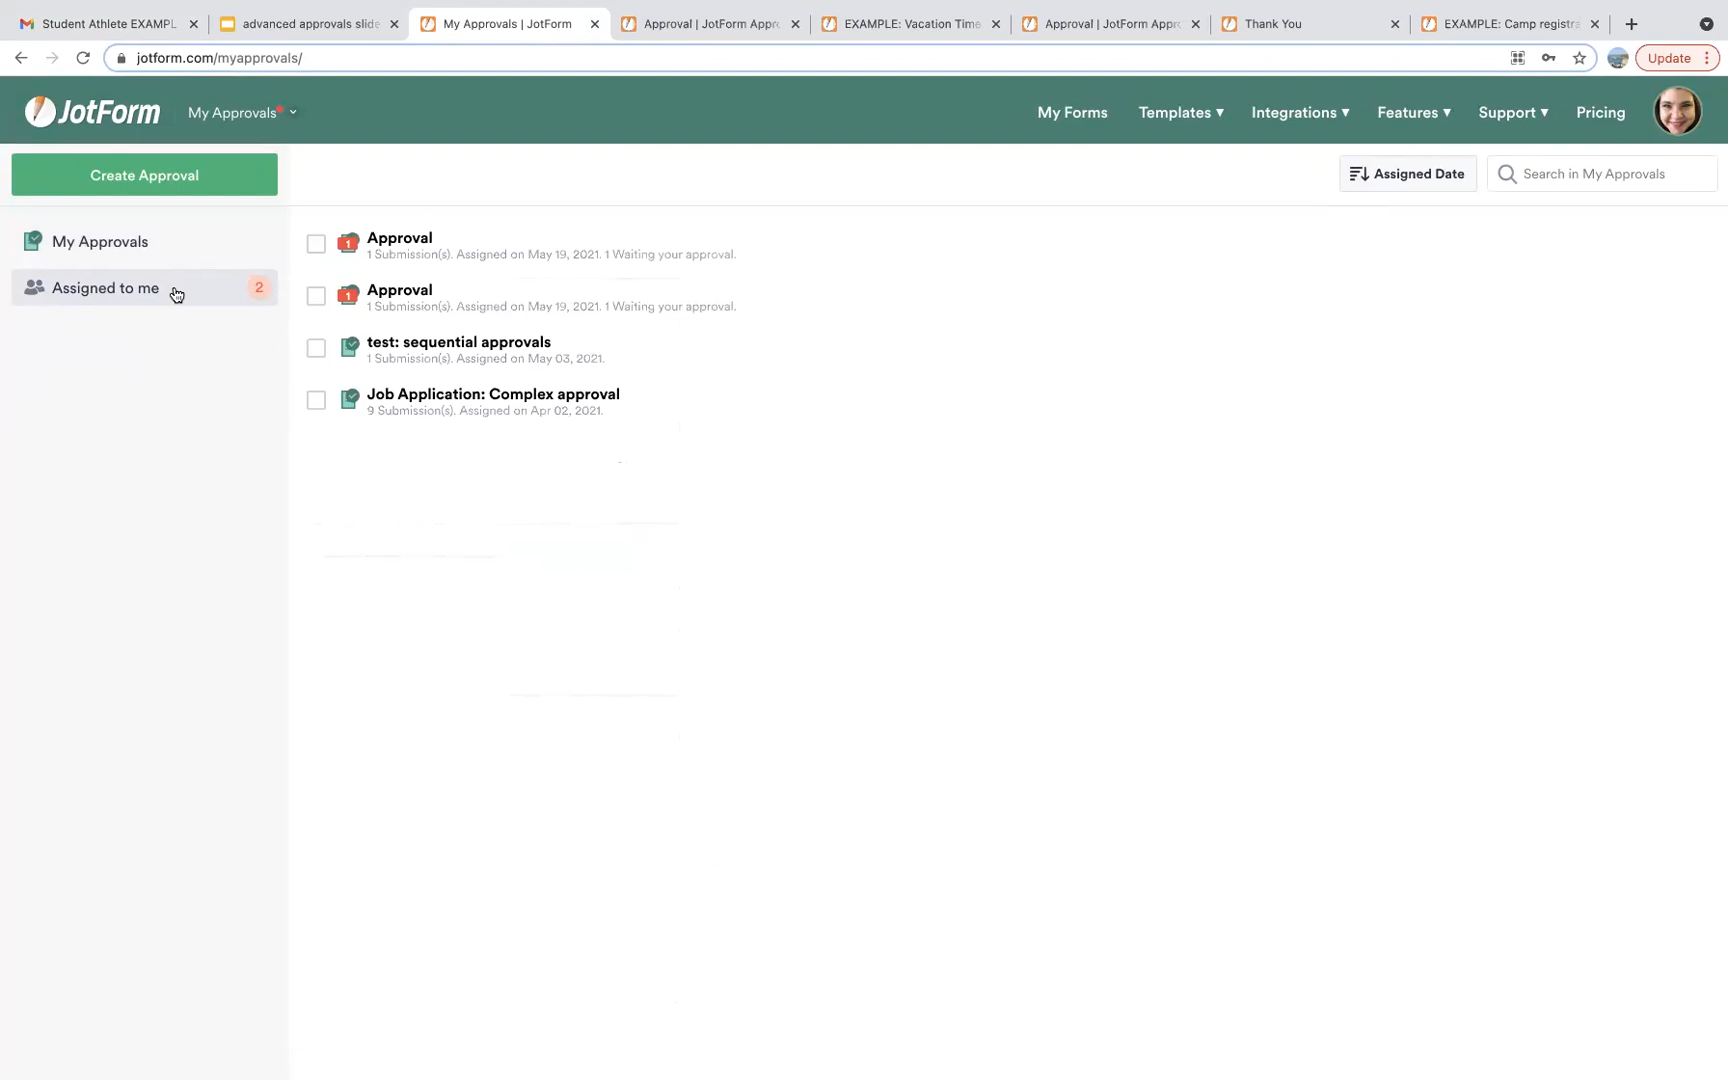 Student Athlete EXAMPL
advanced approvals slide
My Approvals | JotForm
Approval | JotForm Appro
EXAMPLE: Vacation Time
Approval | JotForm Appro
Thank You
EXAMPLE: Camp registra
jotform.com/myapprovals/
Update
JotForm
My Approvals
My Forms
Templates ▾
Integrations ▾
Features ▾
Support ▾
Pricing
Create Approval
Assigned Date
Search in My Approvals
My Approvals
Assigned to me
2
1
Approval
1 Submission(s). Assigned on May 19, 2021. 1 Waiting your approval.
1
Approval
1 Submission(s). Assigned on May 19, 2021. 1 Waiting your approval.
test: sequential approvals
1 Submission(s). Assigned on May 03, 2021.
Job Application: Complex approval
9 Submission(s). Assigned on Apr 02, 2021.